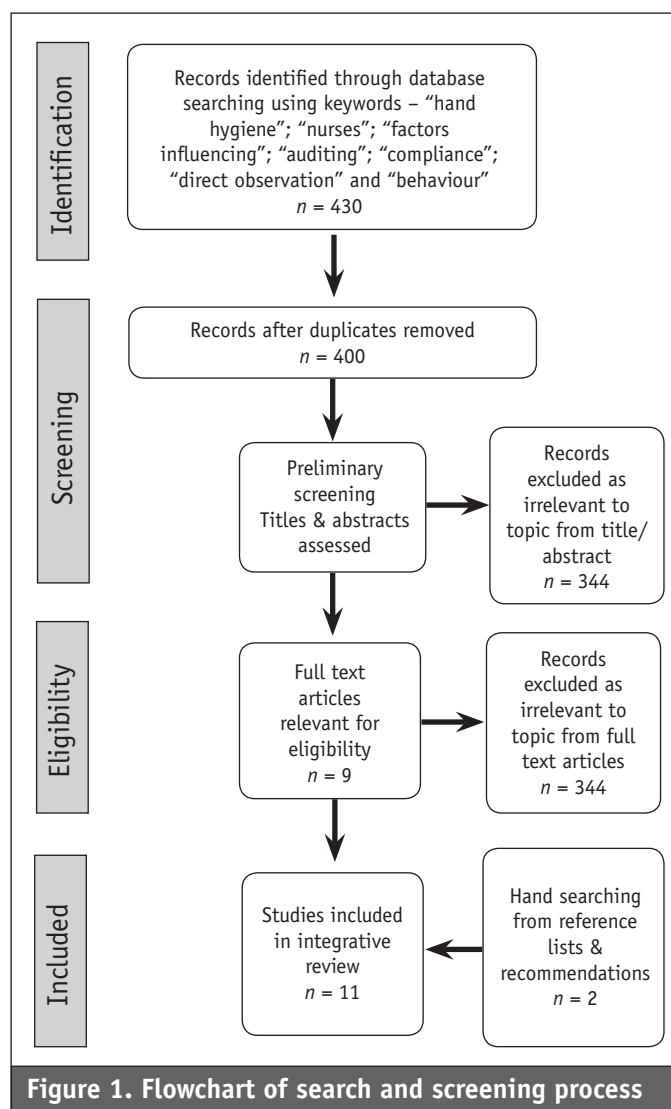 Identification
Records identified through database
searching using keywords – “hand
hygiene”; “nurses”; “factors
influencing”; “auditing”; “compliance”;
“direct observation” and “behaviour”
n = 430
Screening
Records after duplicates removed
n = 400
Preliminary
screening
Titles & abstracts
assessed
Records
excluded as
irrelevant to
topic from title/
abstract
n = 344
Eligibility
Full text
articles
relevant for
eligibility
n = 9
Records
excluded as
irrelevant to
topic from full
text articles
n = 344
Included
Studies included
in integrative
review
n = 11
Hand searching
from reference
lists &
recommendations
n = 2
Figure 1. Flowchart of search and screening process